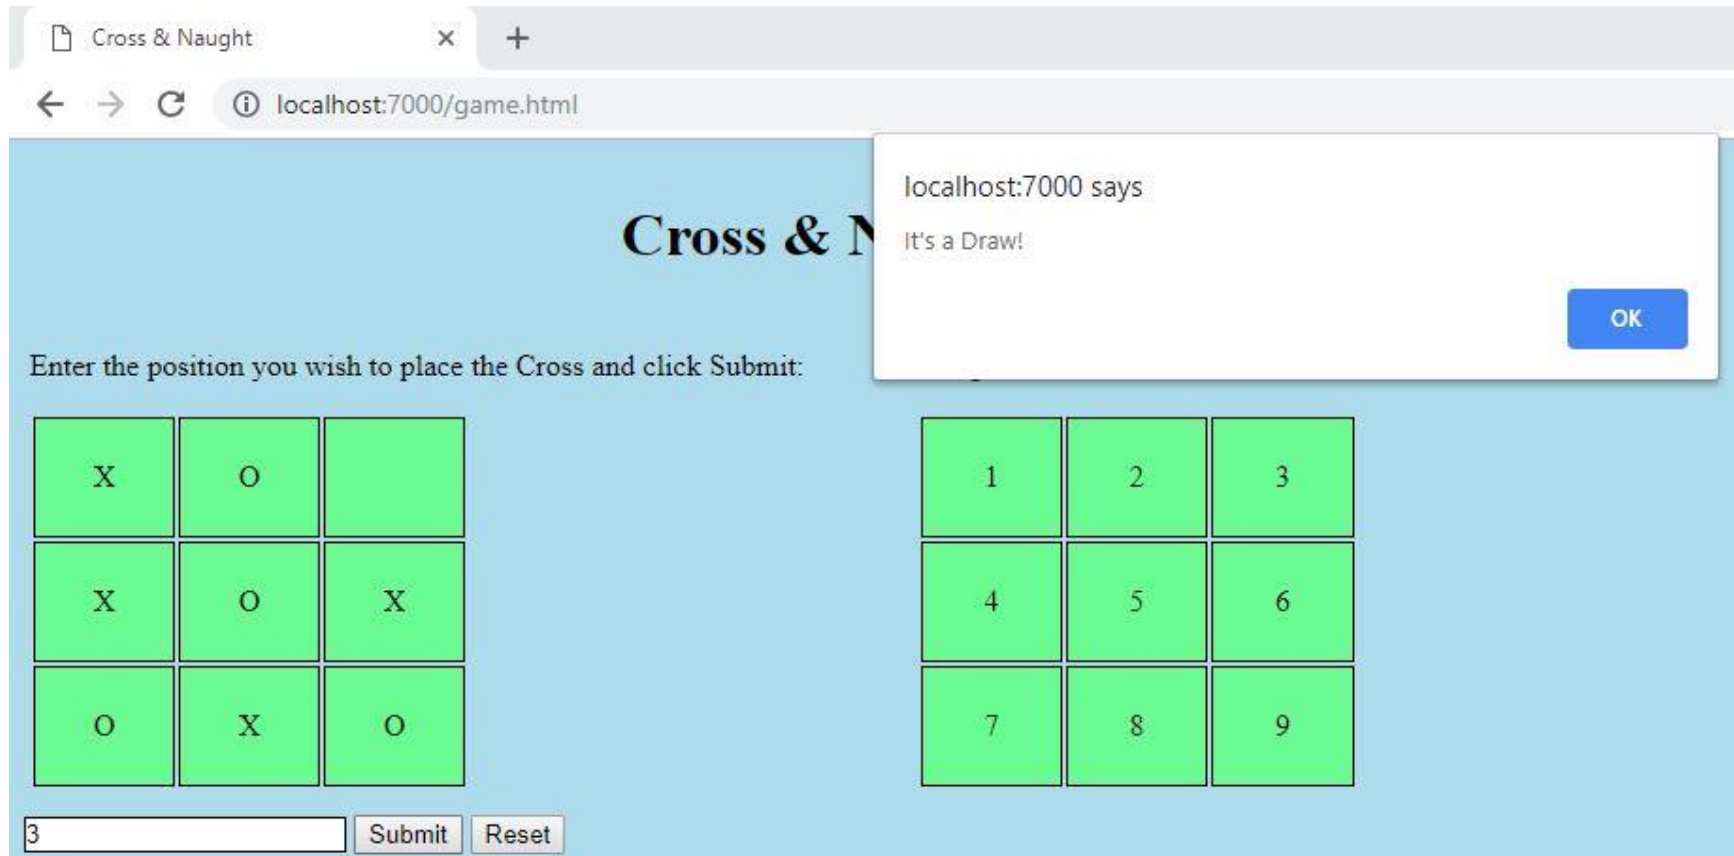 Cross & Naught
localhost:7000/game.html
localhost:7000 says
It's a Draw!
OK
Cross &
Enter the position you wish to place the Cross and click Submit:
X O
X O X
O X O
1 2 3
4 5 6
7 8 9
3 Submit Reset